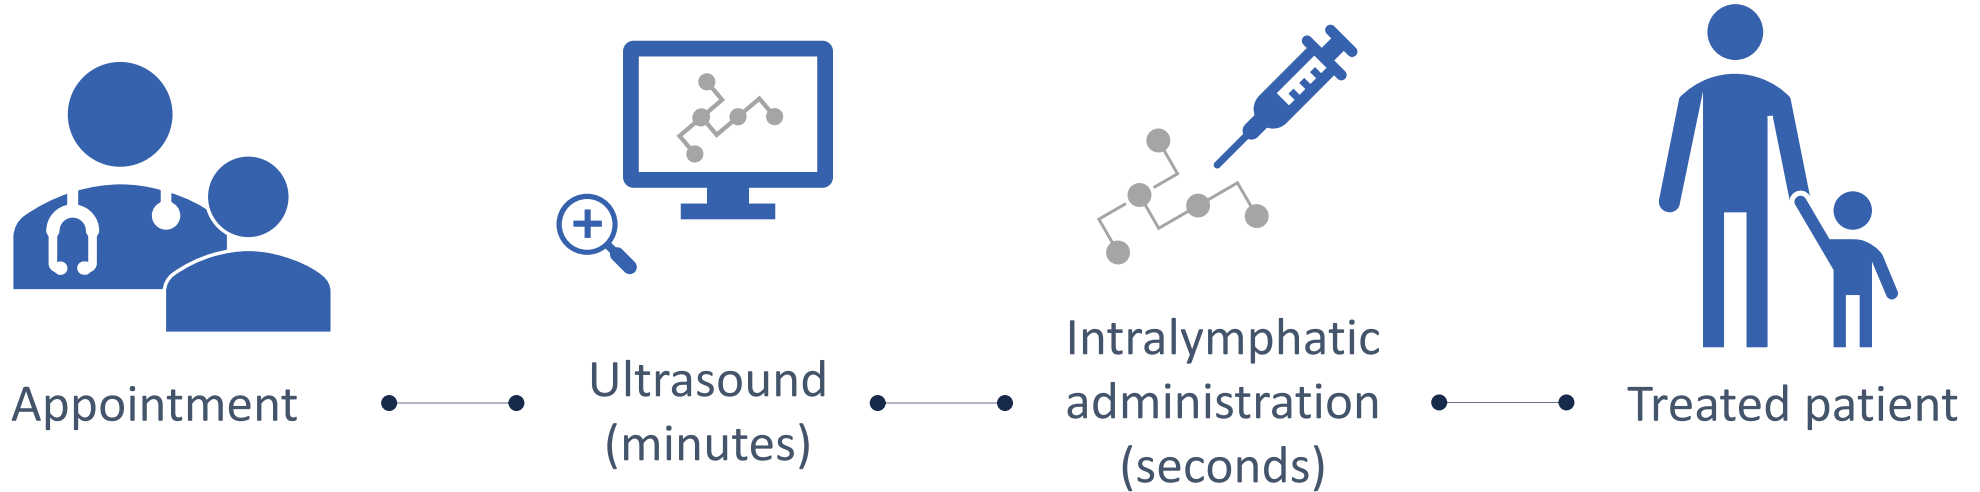 Appointment
Ultrasound
(minutes)
Intralymphatic
administration
(seconds)
Treated patient